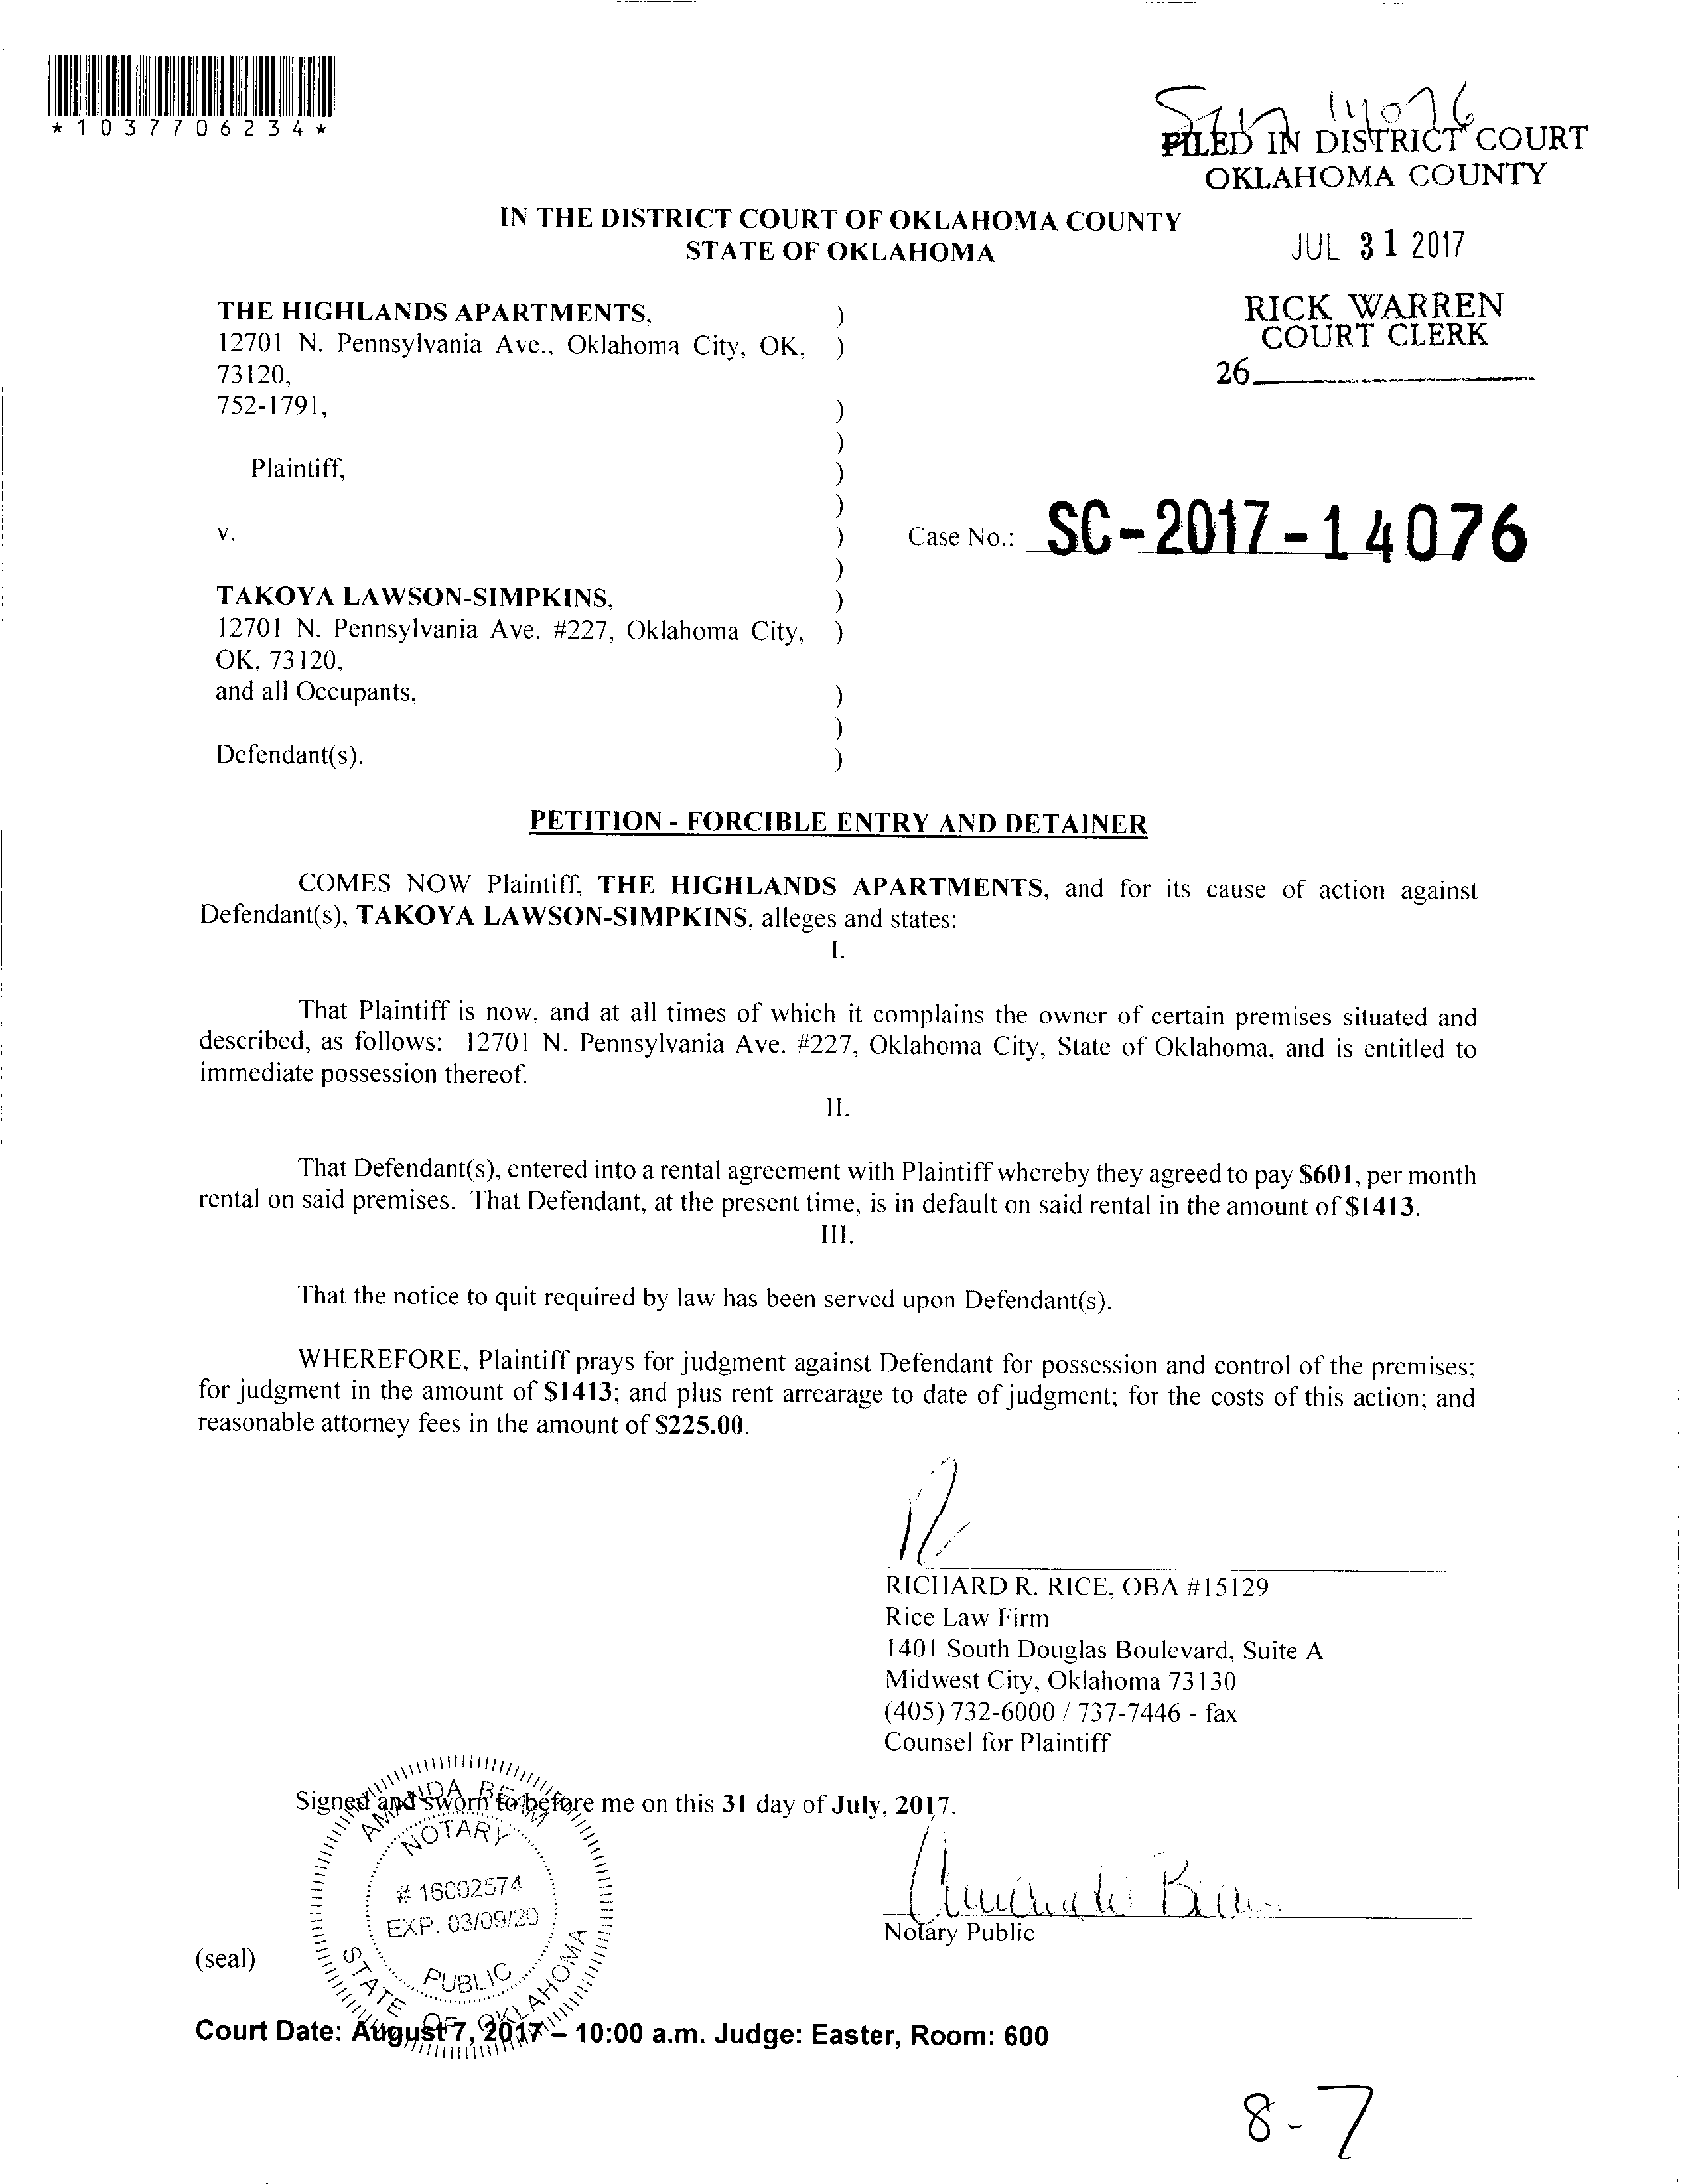 *1037706234*
14076
FILED IN DISTRICT COURT
OKLAHOMA COUNTY
IN THE DISTRICT COURT OF OKLAHOMA COUNTY
STATE OF OKLAHOMA
JUL 31 2017
RICK WARREN
COURT CLERK
26
THE HIGHLANDS APARTMENTS,
12701 N. Pennsylvania Ave., Oklahoma City, OK, )
73120,
752-1791,
Plaintiff,
v.
Case No.: SC-2017-14076
TAKOYA LAWSON-SIMPKINS,
12701 N. Pennsylvania Ave. #227, Oklahoma City, )
OK, 73120,
and all Occupants,
Defendant(s).
PETITION - FORCIBLE ENTRY AND DETAINER
COMES NOW Plaintiff, THE HIGHLANDS APARTMENTS, and for its cause of action against
Defendant(s), TAKOYA LAWSON-SIMPKINS, alleges and states:
I.
That Plaintiff is now, and at all times of which it complains the owner of certain premises situated and
described, as follows: 12701 N. Pennsylvania Ave. #227, Oklahoma City, State of Oklahoma, and is entitled to
immediate possession thereof.
II.
That Defendant(s), entered into a rental agreement with Plaintiff whereby they agreed to pay $601, per month
rental on said premises. That Defendant, at the present time, is in default on said rental in the amount of $1413.
III.
That the notice to quit required by law has been served upon Defendant(s).
WHEREFORE, Plaintiff prays for judgment against Defendant for possession and control of the premises;
for judgment in the amount of $1413; and plus rent arrearage to date of judgment; for the costs of this action; and
reasonable attorney fees in the amount of $225.00.
RICHARD R. RICE, OBA #15129
Rice Law Firm
1401 South Douglas Boulevard, Suite A
Midwest City, Oklahoma 73130
(405) 732-6000 / 737-7446 - fax
Counsel for Plaintiff
Signed and sworn to before me on this 31 day of July, 2017.
AMANDA
NOTARY
# 16002574
EXP. 03/09/20
PUBLIC
STATE OF OKLAHOMA
Notary Public
(seal)
Court Date: August 7, 2017 – 10:00 a.m. Judge: Easter, Room: 600
8-7